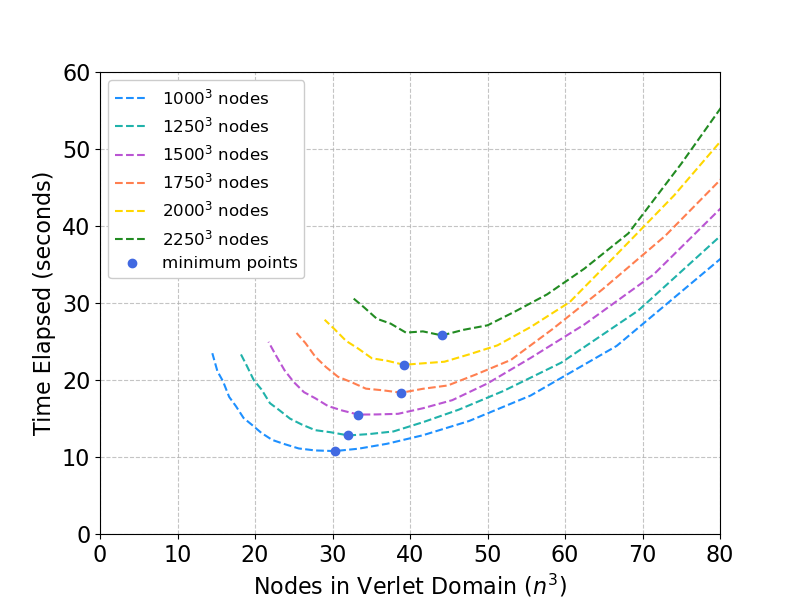 60
50
40
30
20
10
0
0 10 20 30 40 50 60 70 80
Time Elapsed (seconds)
Nodes in Verlet Domain (n³)
1000³ nodes
1250³ nodes
1500³ nodes
1750³ nodes
2000³ nodes
2250³ nodes
minimum points